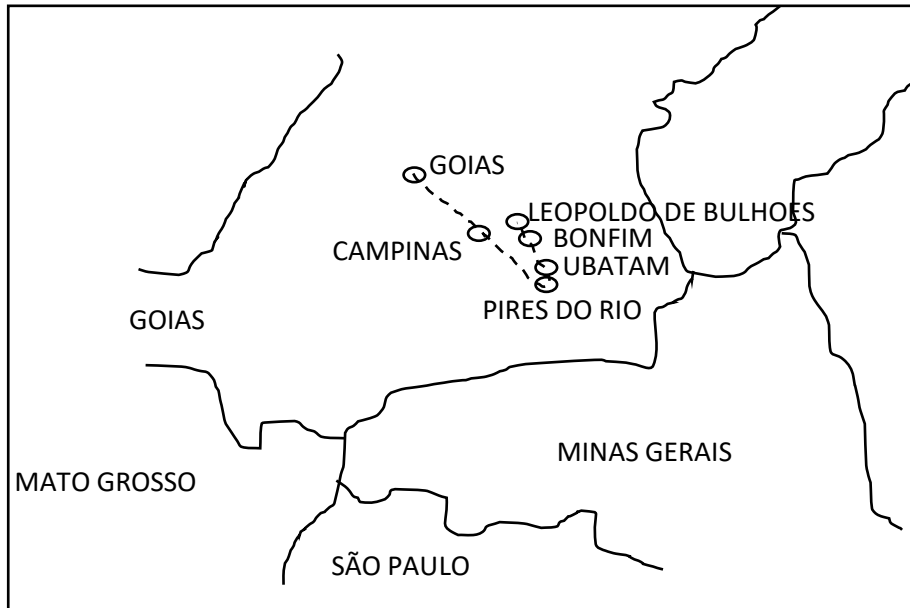 GOIAS
LEOPOLDO DE BULHOES
CAMPINAS
BONFIM
UBATAM
PIRES DO RIO
GOIAS
MINAS GERAIS
MATO GROSSO
SÃO PAULO